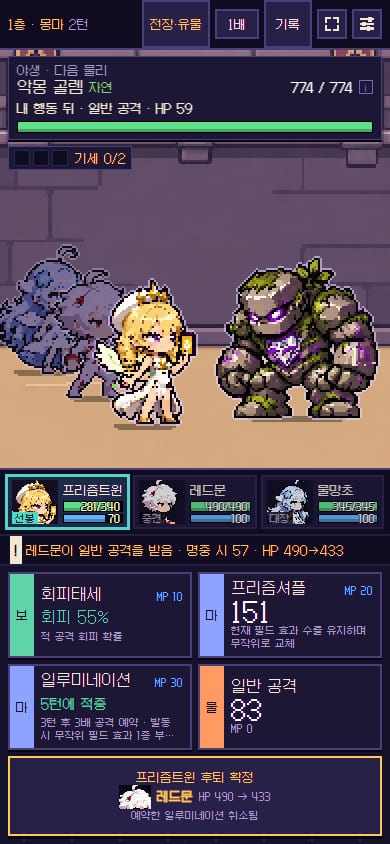 1층 · 몽마 2턴
전장·유물
1배
기록
야생 · 다음 물리
악몽 골렘 자연
774 / 774
내 행동 뒤 · 일반 공격 · HP 59
기세 0/2
프리즘트윈
281/340
70
선봉
레드문
490/490
100
중견
물망초
345/345
100
대장
! 레드문이 일반 공격을 받음 · 명중 시 57 · HP 490→433
보
회피태세
MP 10
회피 55%
적 공격 회피 확률
마
프리즘셔플
MP 20
151
현재 필드 효과 수를 유지하며
무작위로 교체
마
일루미네이션
MP 30
5턴에 적중
3턴 후 3배 공격 예약 · 발동
시 무작위 필드 효과 1종 부…
물
일반 공격
83
MP 0
프리즘트윈 후퇴 확정
레드문 HP 490 → 433
예약한 일루미네이션 취소됨